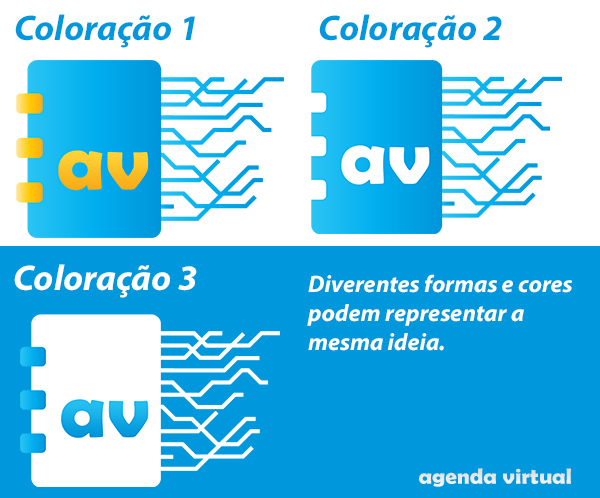 Coloração 1
Coloração 2
av
av
Coloração 3
Diverentes formas e cores
podem representar a
mesma ideia.
av
agenda virtual